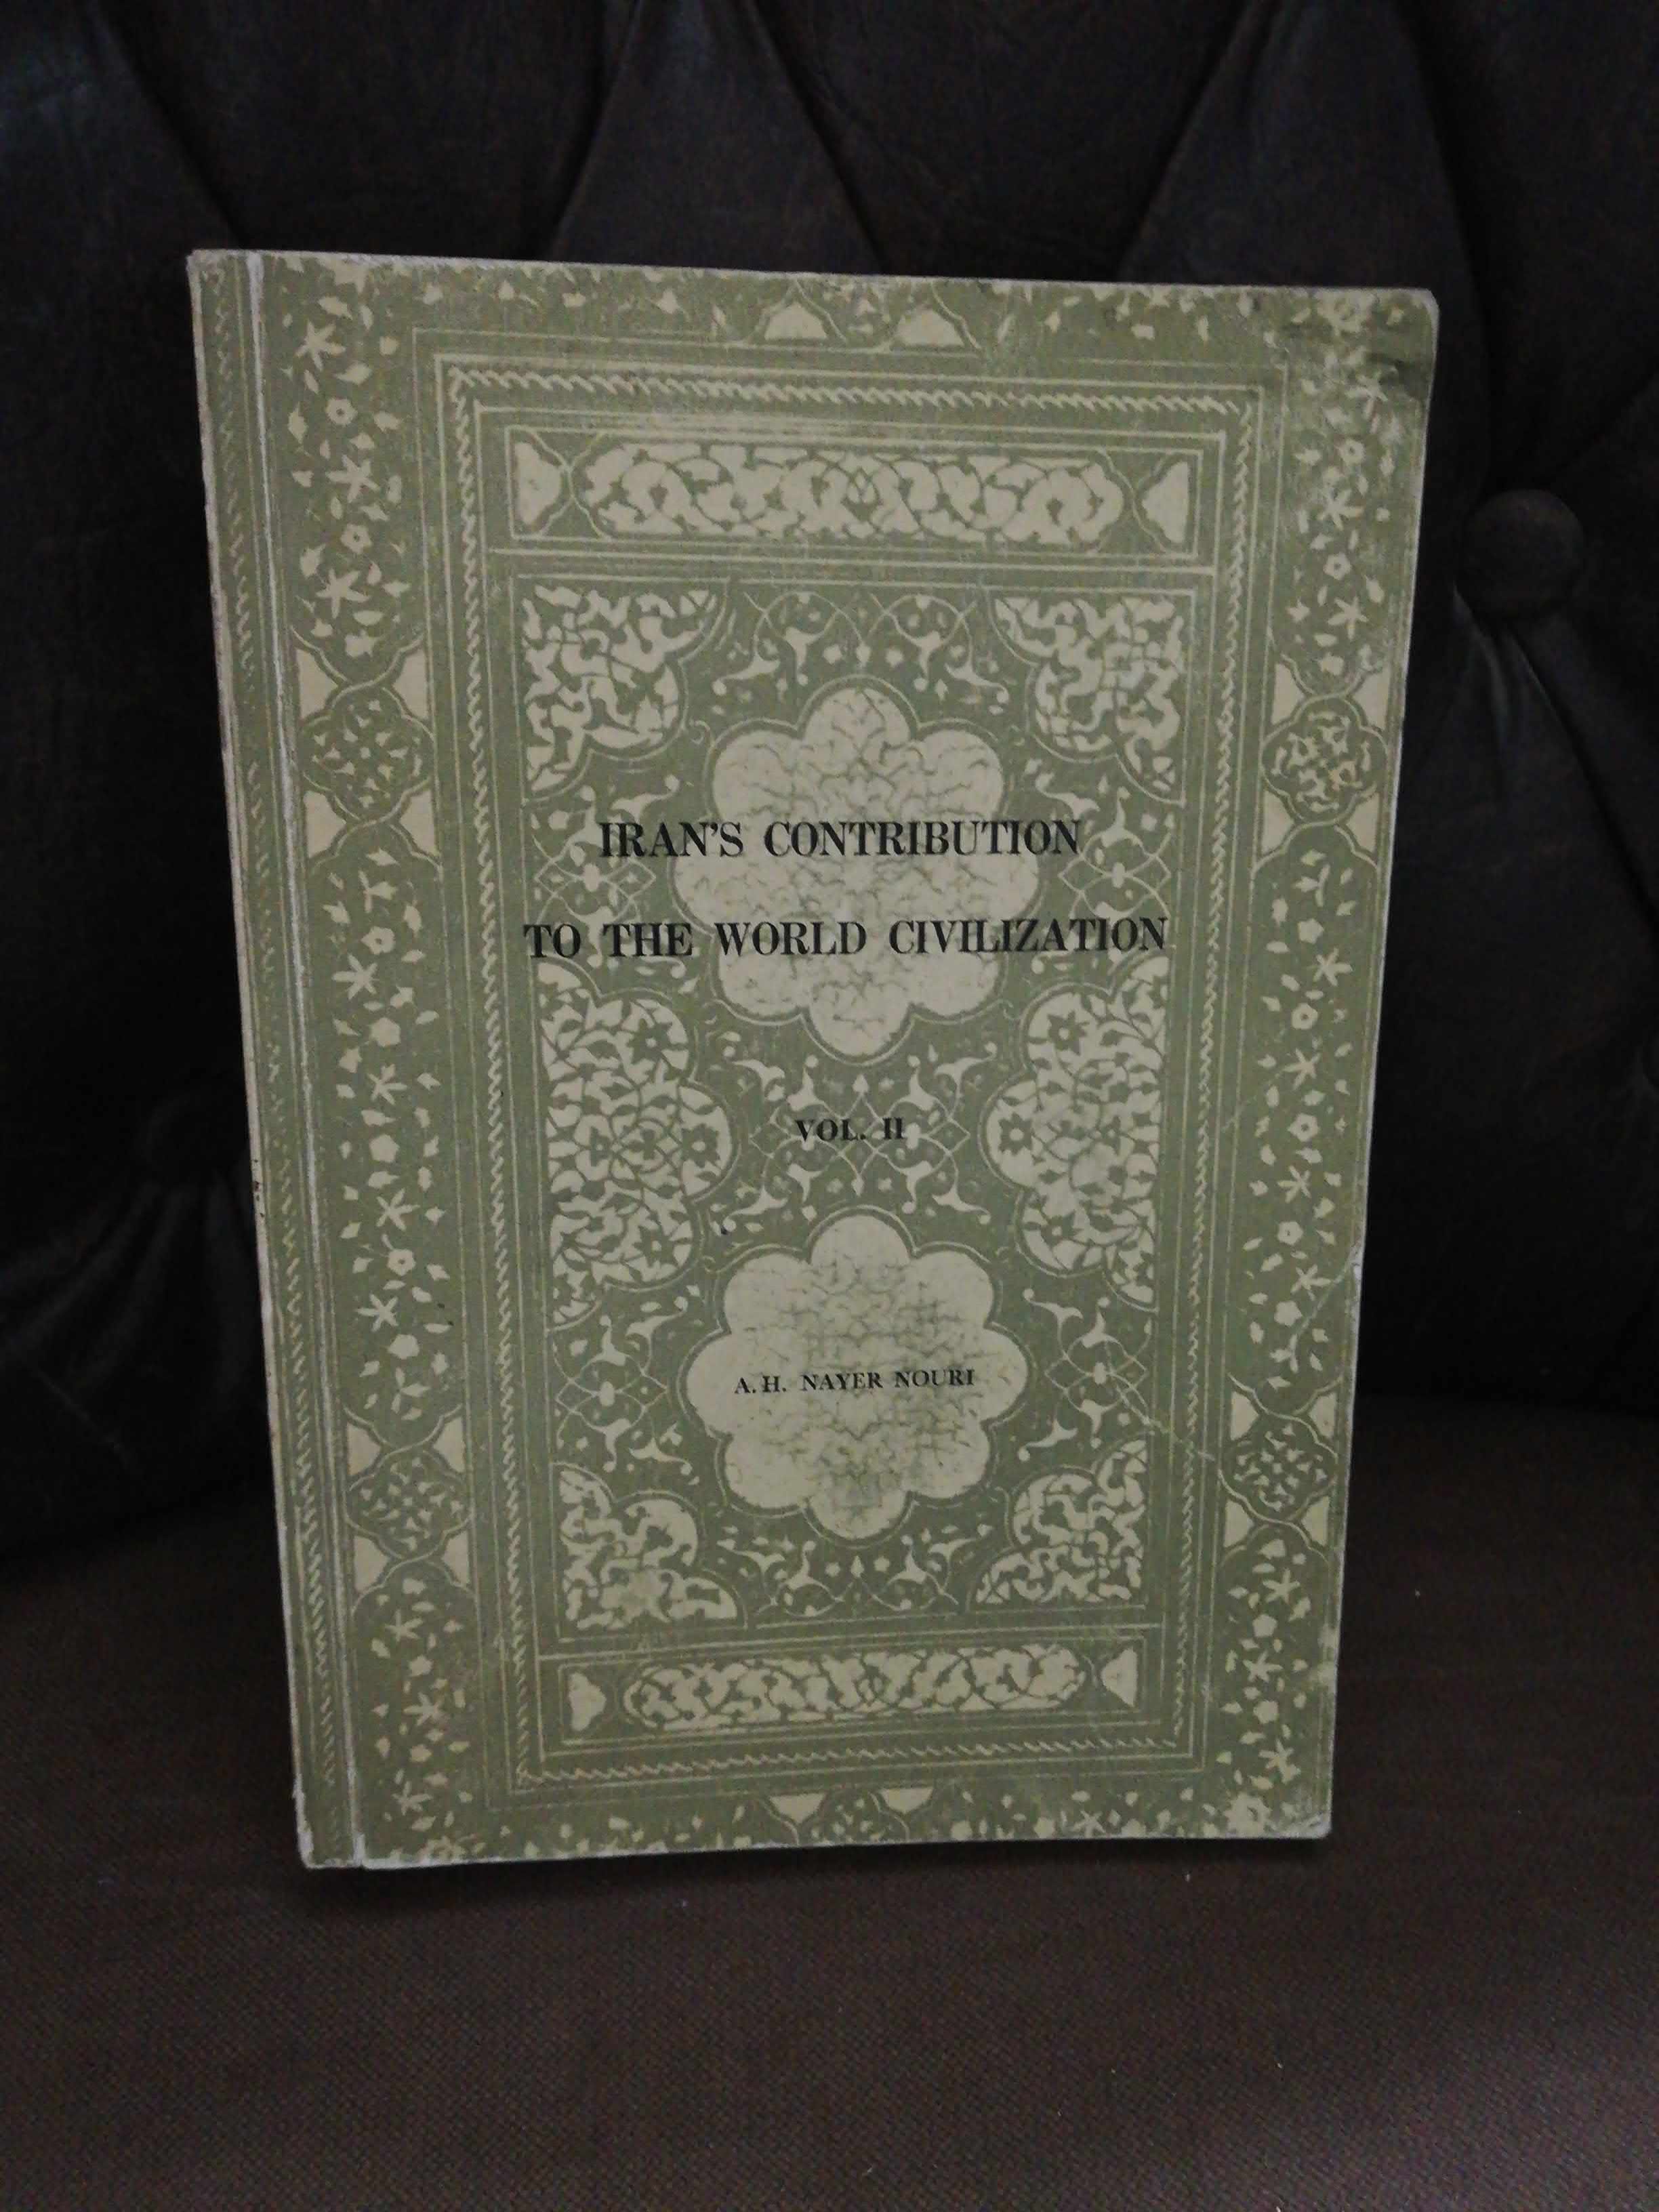 IRAN'S CONTRIBUTION
TO THE WORLD CIVILIZATION
VOL. II
A. H. NAYER NOURI